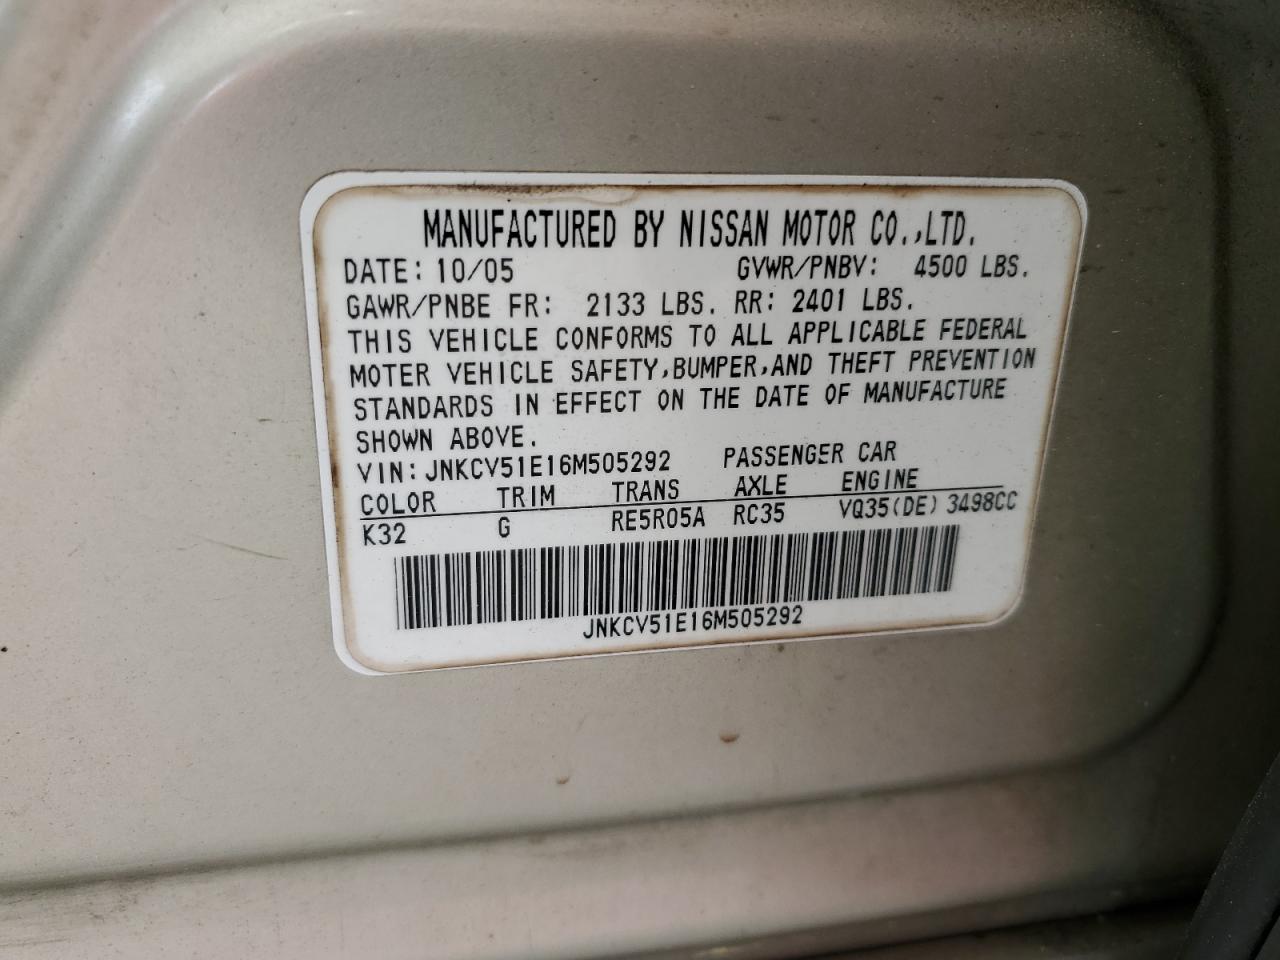 MANUFACTURED BY NISSAN MOTOR CO.,LTD.
DATE: 10/05 GVWR/PNBV: 4500 LBS.
GAWR/PNBE FR: 2133 LBS. RR: 2401 LBS.
THIS VEHICLE CONFORMS TO ALL APPLICABLE FEDERAL
MOTER VEHICLE SAFETY,BUMPER,AND THEFT PREVENTION
STANDARDS IN EFFECT ON THE DATE OF MANUFACTURE
SHOWN ABOVE.
VIN: JNKCV51E16M505292 PASSENGER CAR
COLOR TRIM TRANS AXLE ENGINE
K32 G RE5R05A RC35 VQ35(DE) 3498CC
JNKCV51E16M505292